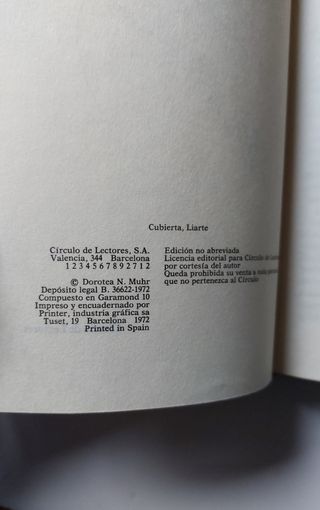 Cubierta, Liarte
Círculo de Lectores, S.A.
Valencia, 344 Barcelona
1 2 3 4 5 6 7 8 9 2 7 1 2
© Dorotea N. Muhr
Depósito legal B. 36622-1972
Compuesto en Garamond 10
Impreso y encuadernado por
Printer, industria gráfica sa
Tuset, 19 Barcelona 1972
Printed in Spain
Edición no abreviada
Licencia editorial para Círculo de
por cortesía del autor
Queda prohibida su venta a toda
que no pertenezca al Círculo